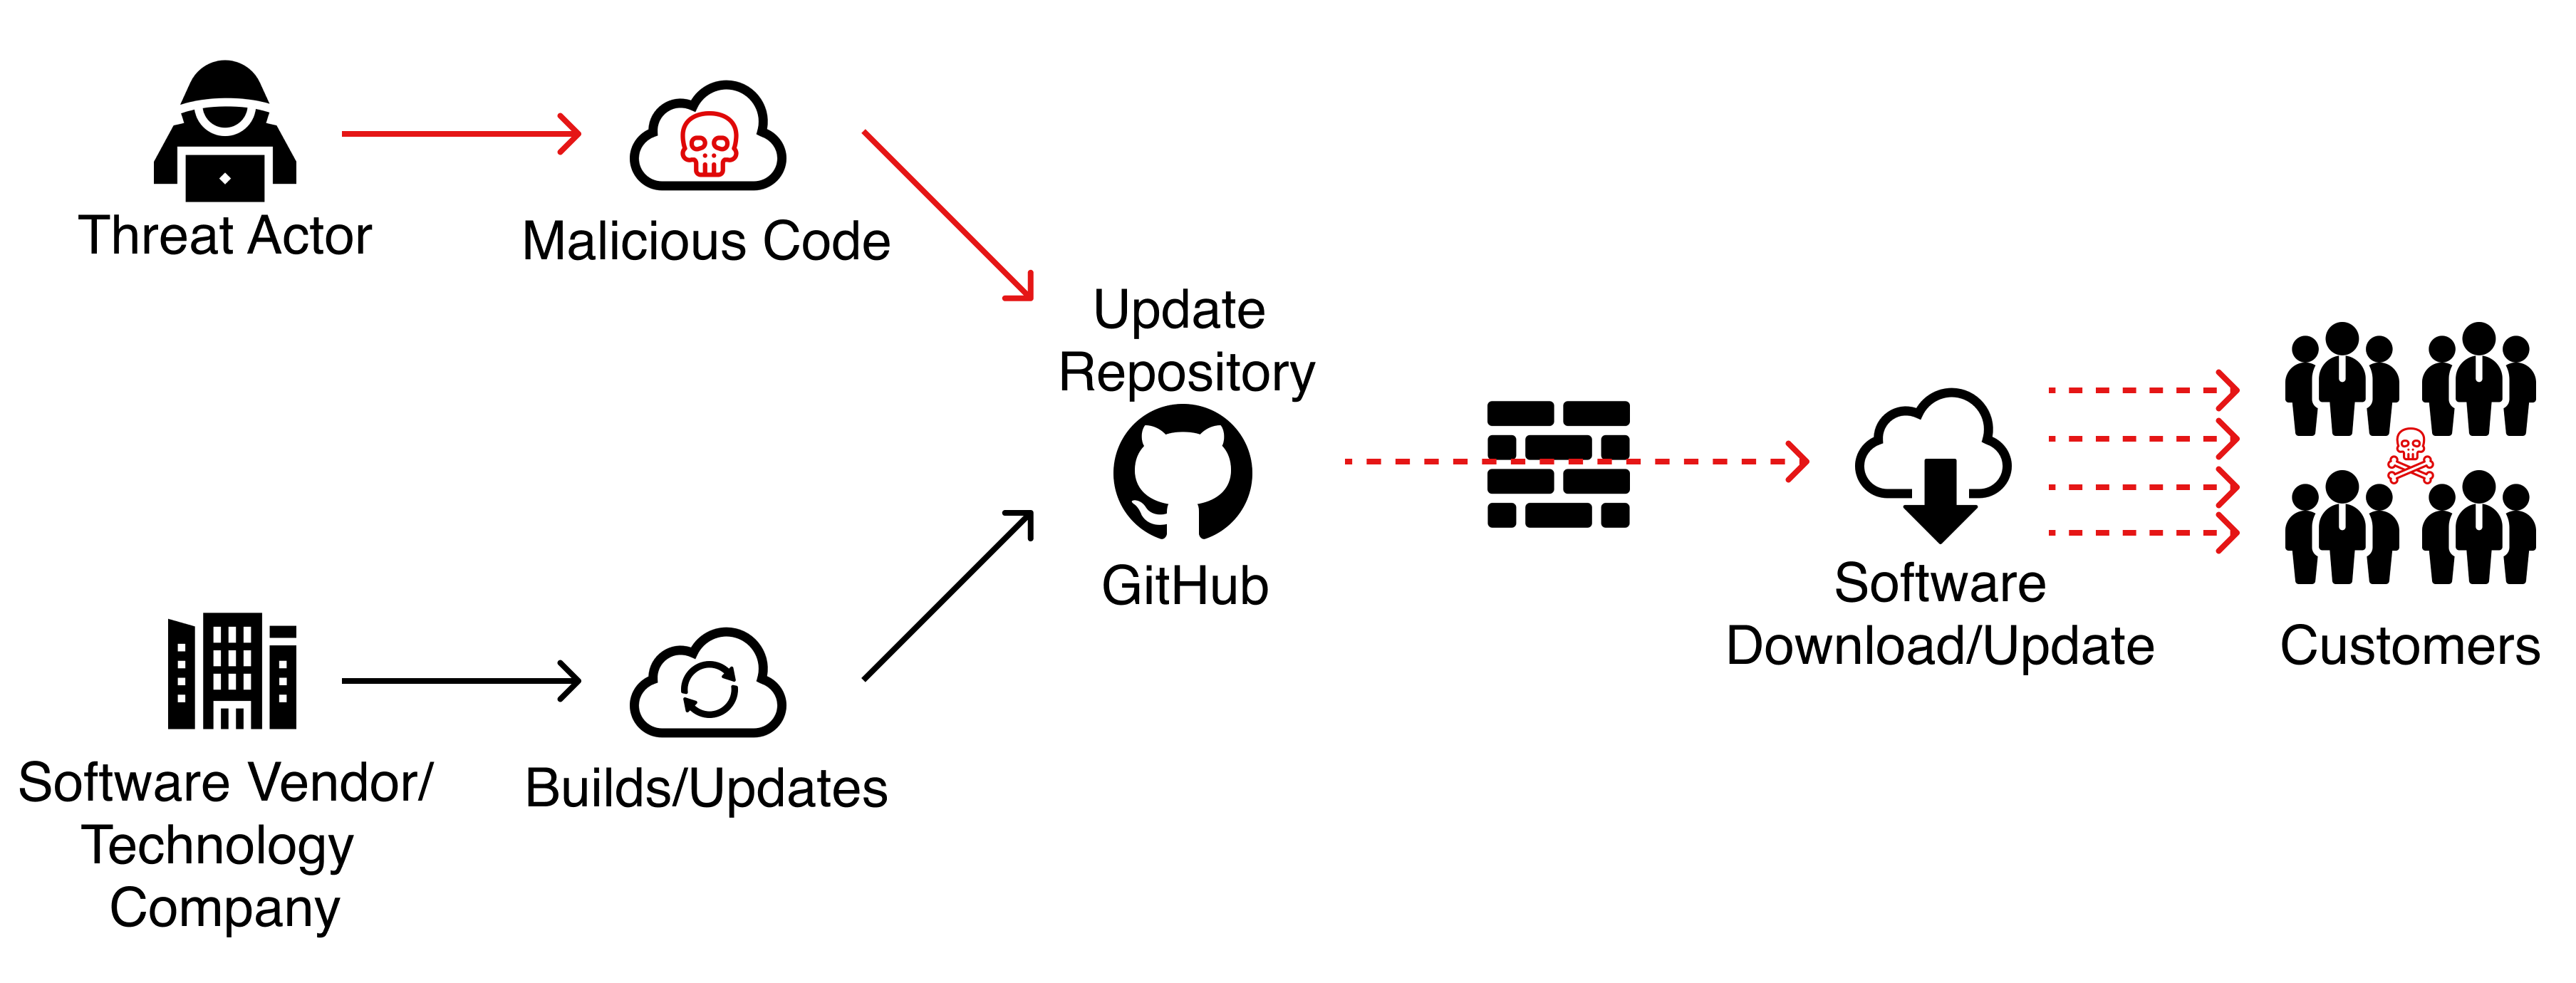 Threat Actor
Malicious Code
Update
Repository
GitHub
Software Vendor/
Technology
Company
Builds/Updates
Software
Download/Update
Customers